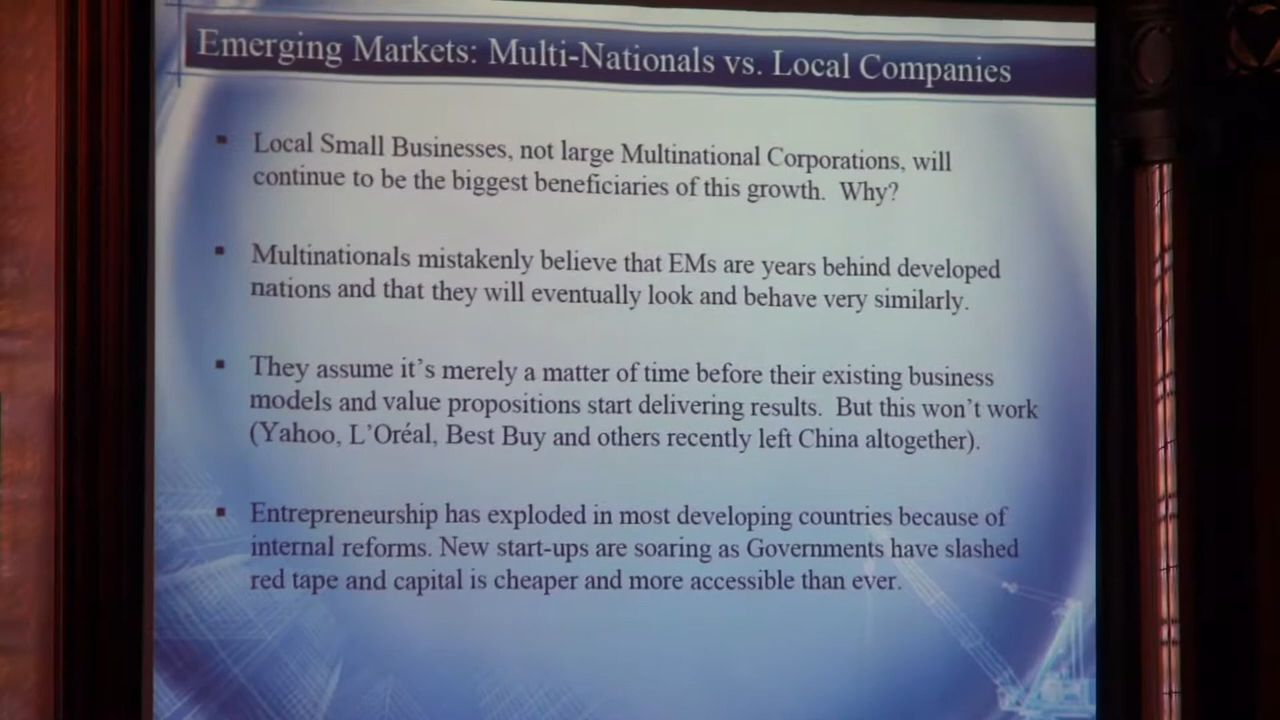 Emerging Markets: Multi-Nationals vs. Local Companies
▪ Local Small Businesses, not large Multinational Corporations, will
continue to be the biggest beneficiaries of this growth. Why?
▪ Multinationals mistakenly believe that EMs are years behind developed
nations and that they will eventually look and behave very similarly.
▪ They assume it’s merely a matter of time before their existing business
models and value propositions start delivering results. But this won’t work
(Yahoo, L’Oréal, Best Buy and others recently left China altogether).
▪ Entrepreneurship has exploded in most developing countries because of
internal reforms. New start-ups are soaring as Governments have slashed
red tape and capital is cheaper and more accessible than ever.